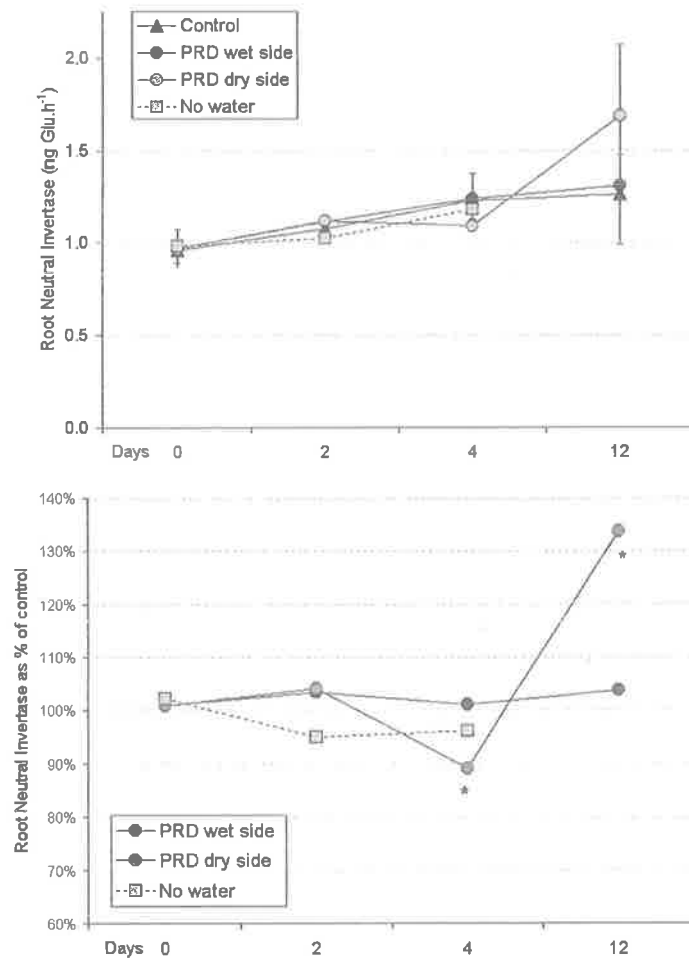 Control
PRD wet side
PRD dry side
No water
Root Neutral Invertase (ng Glu.h⁻¹)
2.0
1.5
1.0
0.5
0.0
Days 0 2 4 12
Root Neutral Invertase as % of control
140%
130%
120%
110%
100%
90%
80%
70%
60%
*
*
PRD wet side
PRD dry side
No water
Days 0 2 4 12